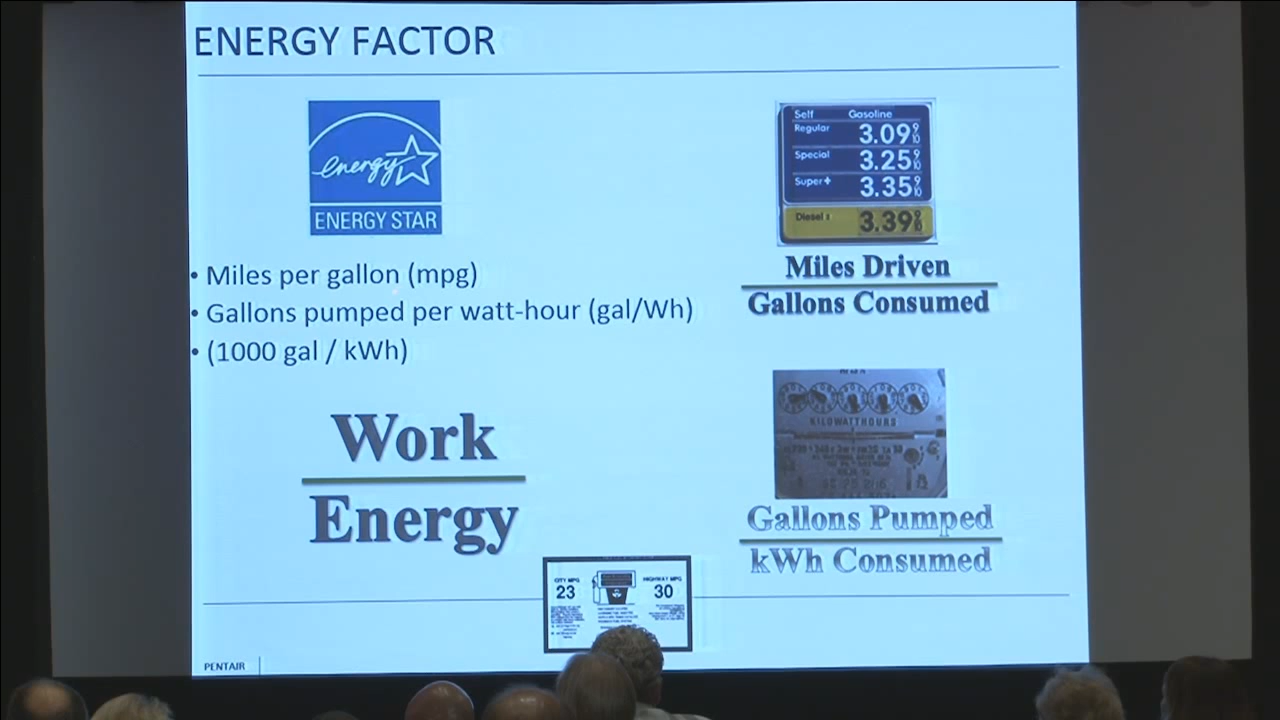 ENERGY FACTOR
energy
ENERGY STAR
• Miles per gallon (mpg)
• Gallons pumped per watt-hour (gal/Wh)
• (1000 gal / kWh)
Work
Energy
Self Gasoline
Regular 3.09 9/10
Special 3.25 9/10
Super+ 3.35 9/10
Diesel 2 3.39 9/10
Miles Driven
Gallons Consumed
KILOWATTHOURS
Gallons Pumped
kWh Consumed
CITY MPG
23
HIGHWAY MPG
30
PENTAIR